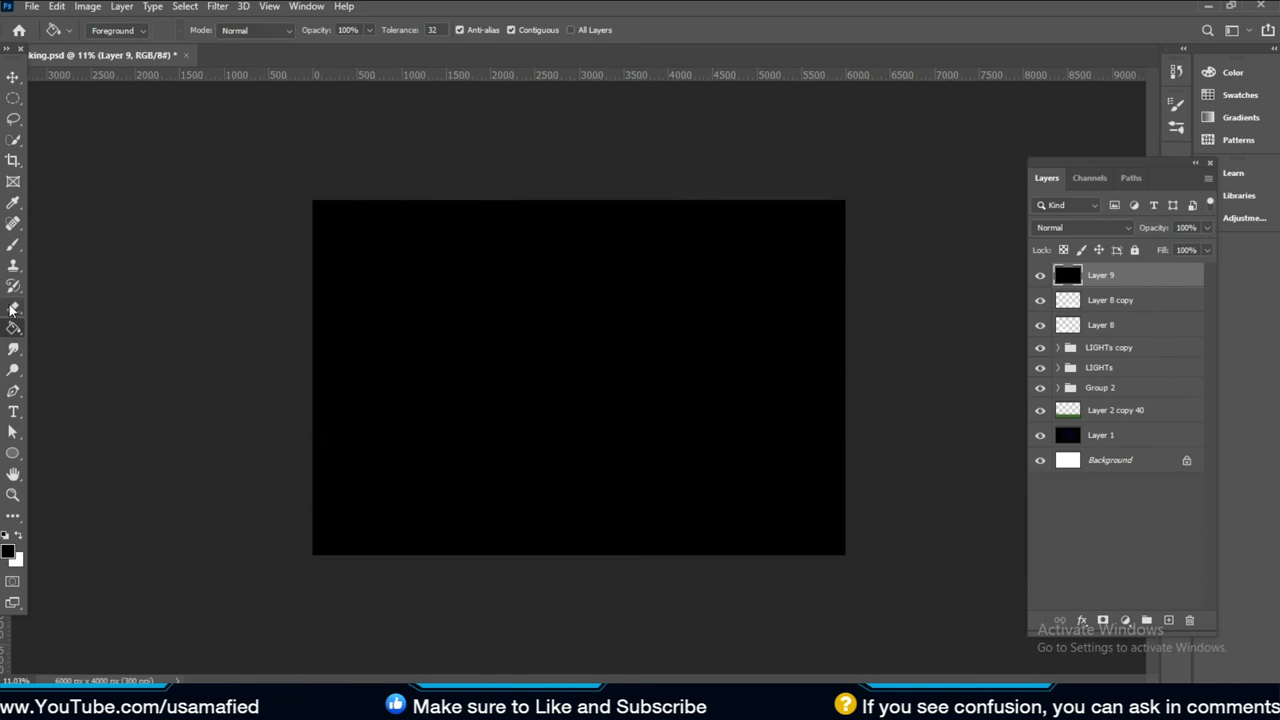 Ps File Edit Image Layer Type Select Filter 3D View Window Help
Foreground Mode: Normal Opacity: 100% Tolerance: 32 Anti-alias Contiguous All Layers
king.psd @ 11% (Layer 9, RGB/8#) * ×
3000 2500 2000 1500 1000 500 0 500 1000 1500 2000 2500 3000 3500 4000 4500 5000 5500 6000 6500 7000 7500 8000 8500 9000
Color
Swatches
Gradients
Patterns
Learn
Libraries
Adjustme...
Layers Channels Paths
Kind
Normal Opacity: 100%
Lock: Fill: 100%
Layer 9
Layer 8 copy
Layer 8
LIGHTs copy
LIGHTs
Group 2
Layer 2 copy 40
Layer 1
Background
fx
Activate Windows
Go to Settings to activate Windows.
11.03% 6000 px x 4000 px (300 ppi)
ww.YouTube.com/usamafied Make sure to Like and Subscribe ? If you see confusion, you can ask in comments